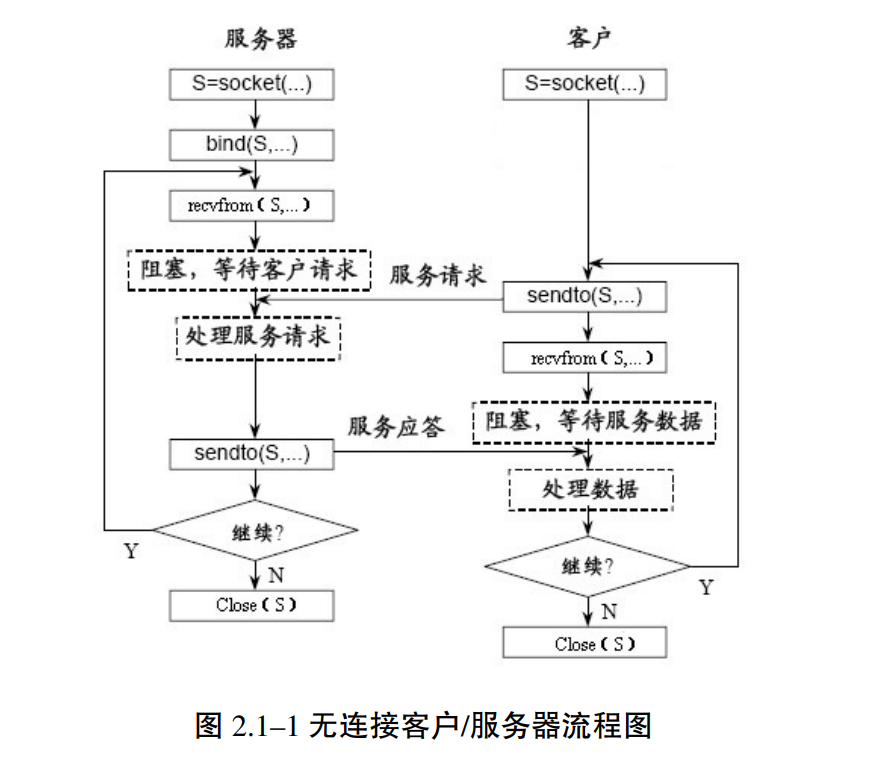 服务器
客户
S=socket(...)
S=socket(...)
bind(S,...)
recvfrom（S,...）
阻塞，等待客户请求
服务请求
sendto(S,...)
处理服务请求
recvfrom（S,...）
阻塞，等待服务数据
服务应答
sendto(S,...)
处理数据
继续?
Y
N
继续?
Y
N
Close（S）
Close（S）
图 2.1–1 无连接客户/服务器流程图